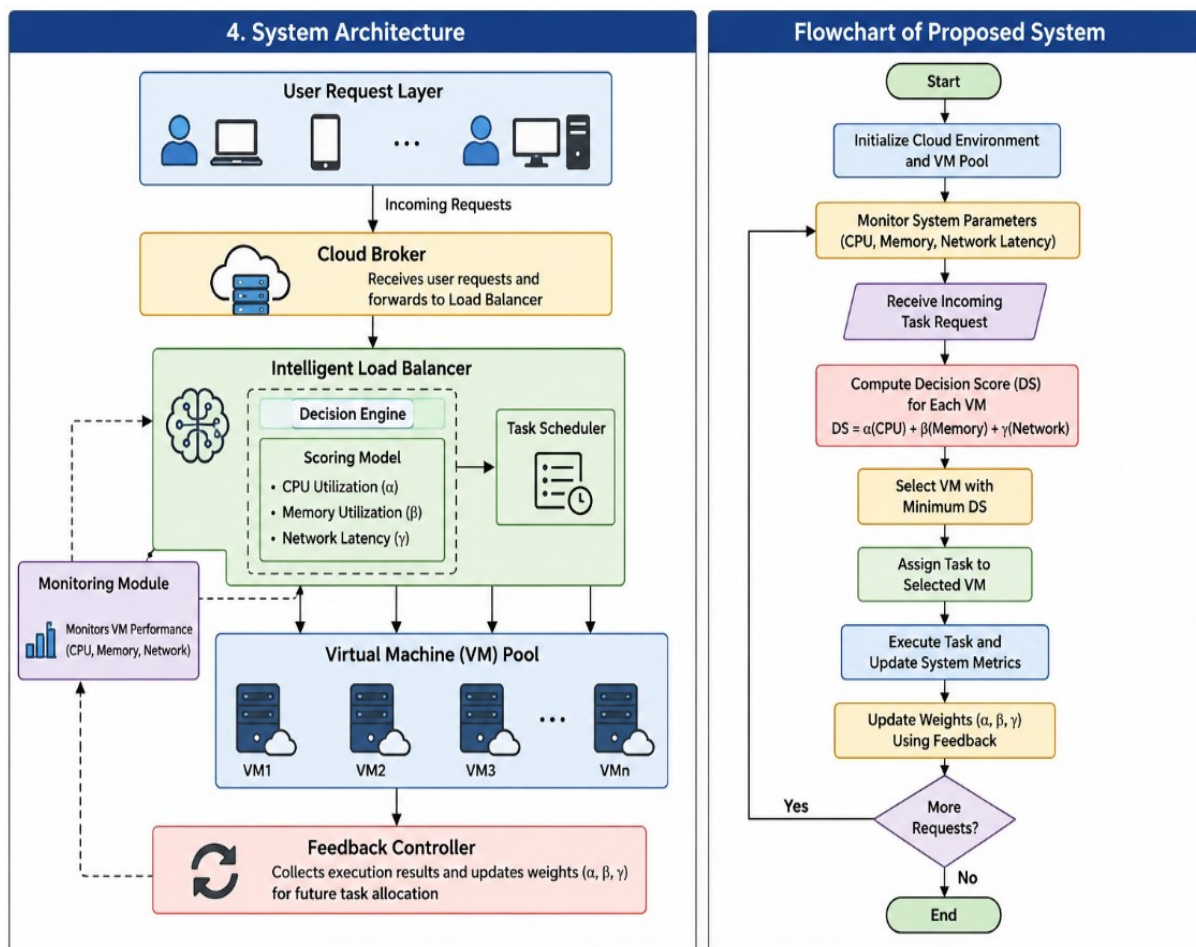 4. System Architecture
User Request Layer
...
Incoming Requests
Cloud Broker
Receives user requests and
forwards to Load Balancer
Intelligent Load Balancer
Decision Engine
Scoring Model
• CPU Utilization (α)
• Memory Utilization (β)
• Network Latency (γ)
Task Scheduler
Monitoring Module
Monitors VM Performance
(CPU, Memory, Network)
Virtual Machine (VM) Pool
...
VM1
VM2
VM3
VMn
Feedback Controller
Collects execution results and updates weights (α, β, γ)
for future task allocation
Flowchart of Proposed System
Start
Initialize Cloud Environment
and VM Pool
Monitor System Parameters
(CPU, Memory, Network Latency)
Receive Incoming
Task Request
Compute Decision Score (DS)
for Each VM
DS = α(CPU) + β(Memory) + γ(Network)
Select VM with
Minimum DS
Assign Task to
Selected VM
Execute Task and
Update System Metrics
Update Weights (α, β, γ)
Using Feedback
More
Requests?
Yes
No
End